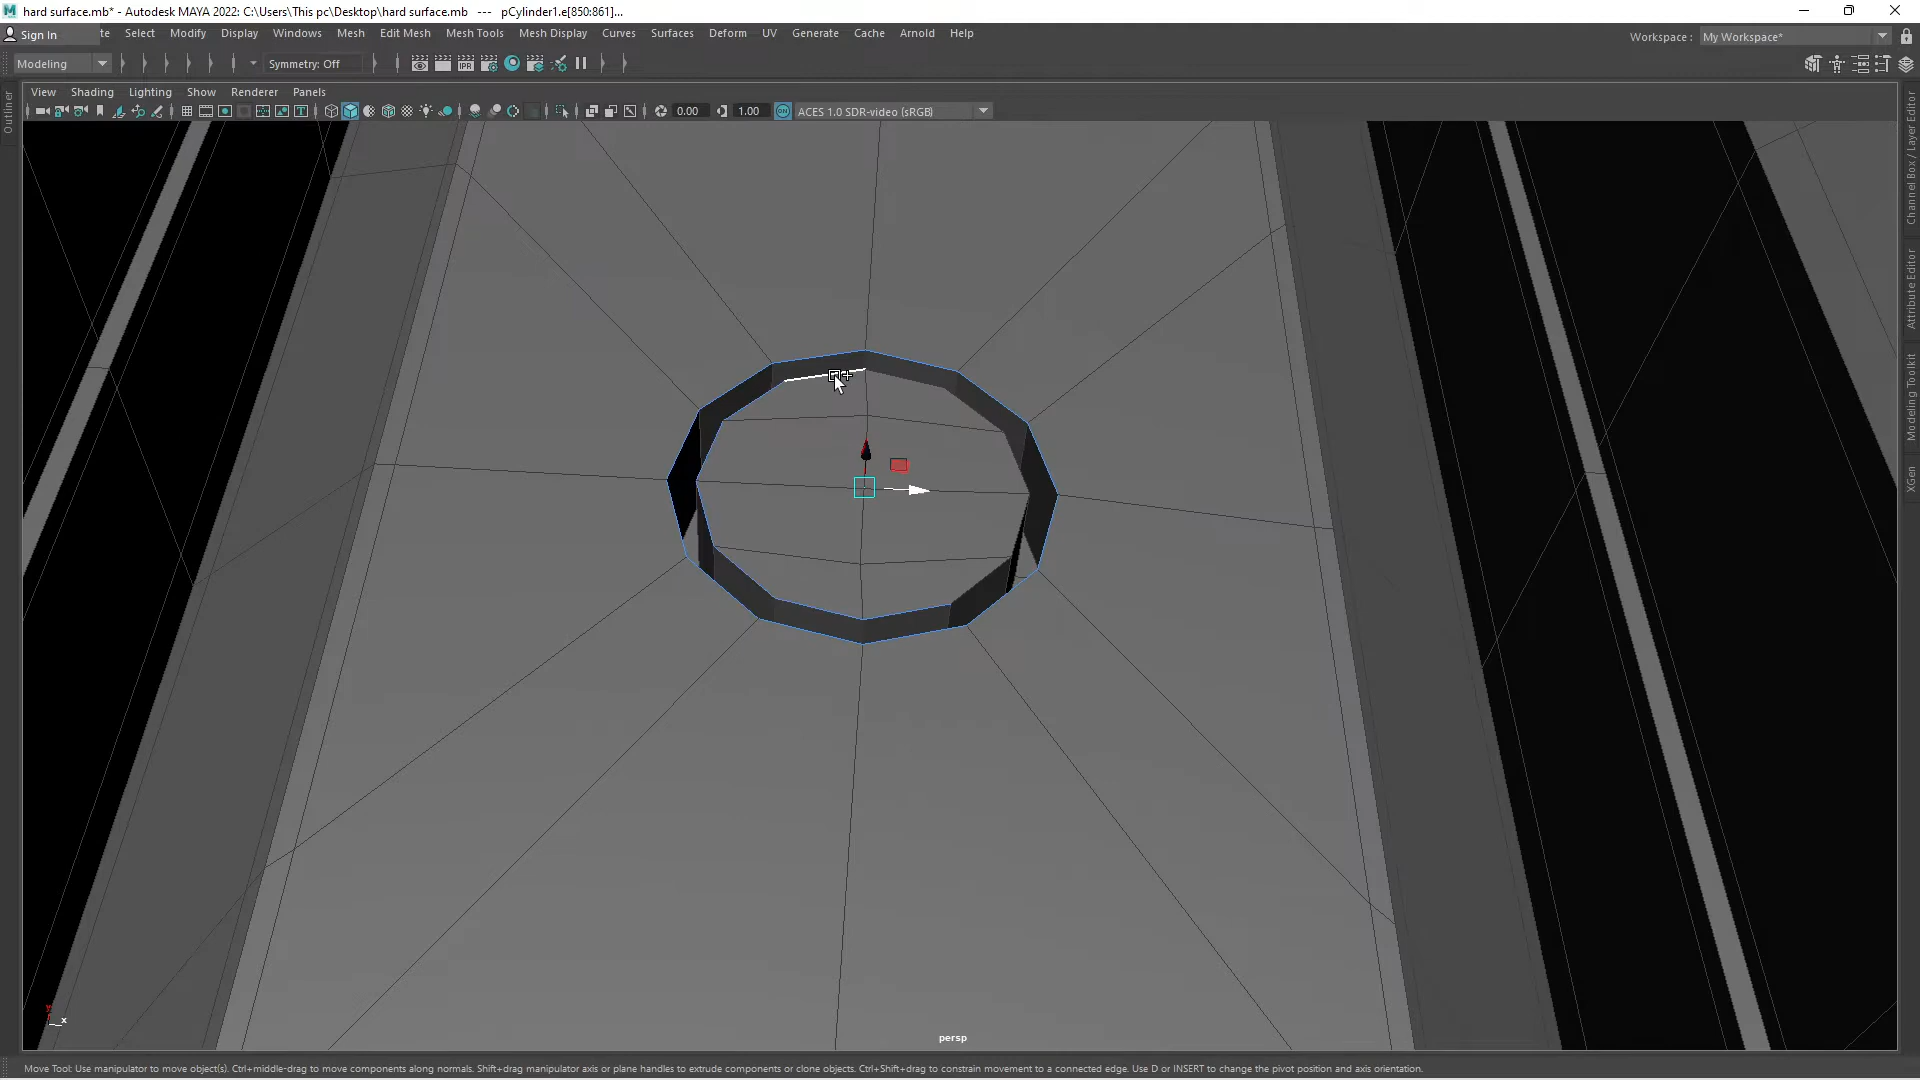 hard surface.mb* - Autodesk MAYA 2022: C:\Users\This pc\Desktop\hard surface.mb --- pCylinder1.e[850:861]...
Sign In
te Select Modify Display Windows Mesh Edit Mesh Mesh Tools Mesh Display Curves Surfaces Deform UV Generate Cache Arnold Help
Workspace : My Workspace*
Modeling
Symmetry: Off
IPR
View Shading Lighting Show Renderer Panels
0.00
1.00
ON
ACES 1.0 SDR-video (sRGB)
Outliner
Channel Box / Layer Editor
Attribute Editor
Modeling Toolkit
XGen
x
persp
Move Tool: Use manipulator to move object(s). Ctrl+middle-drag to move components along normals. Shift+drag manipulator axis or plane handles to extrude components or clone objects. Ctrl+Shift+drag to constrain movement to a connected edge. Use D or INSERT to change the pivot position and axis orientation.